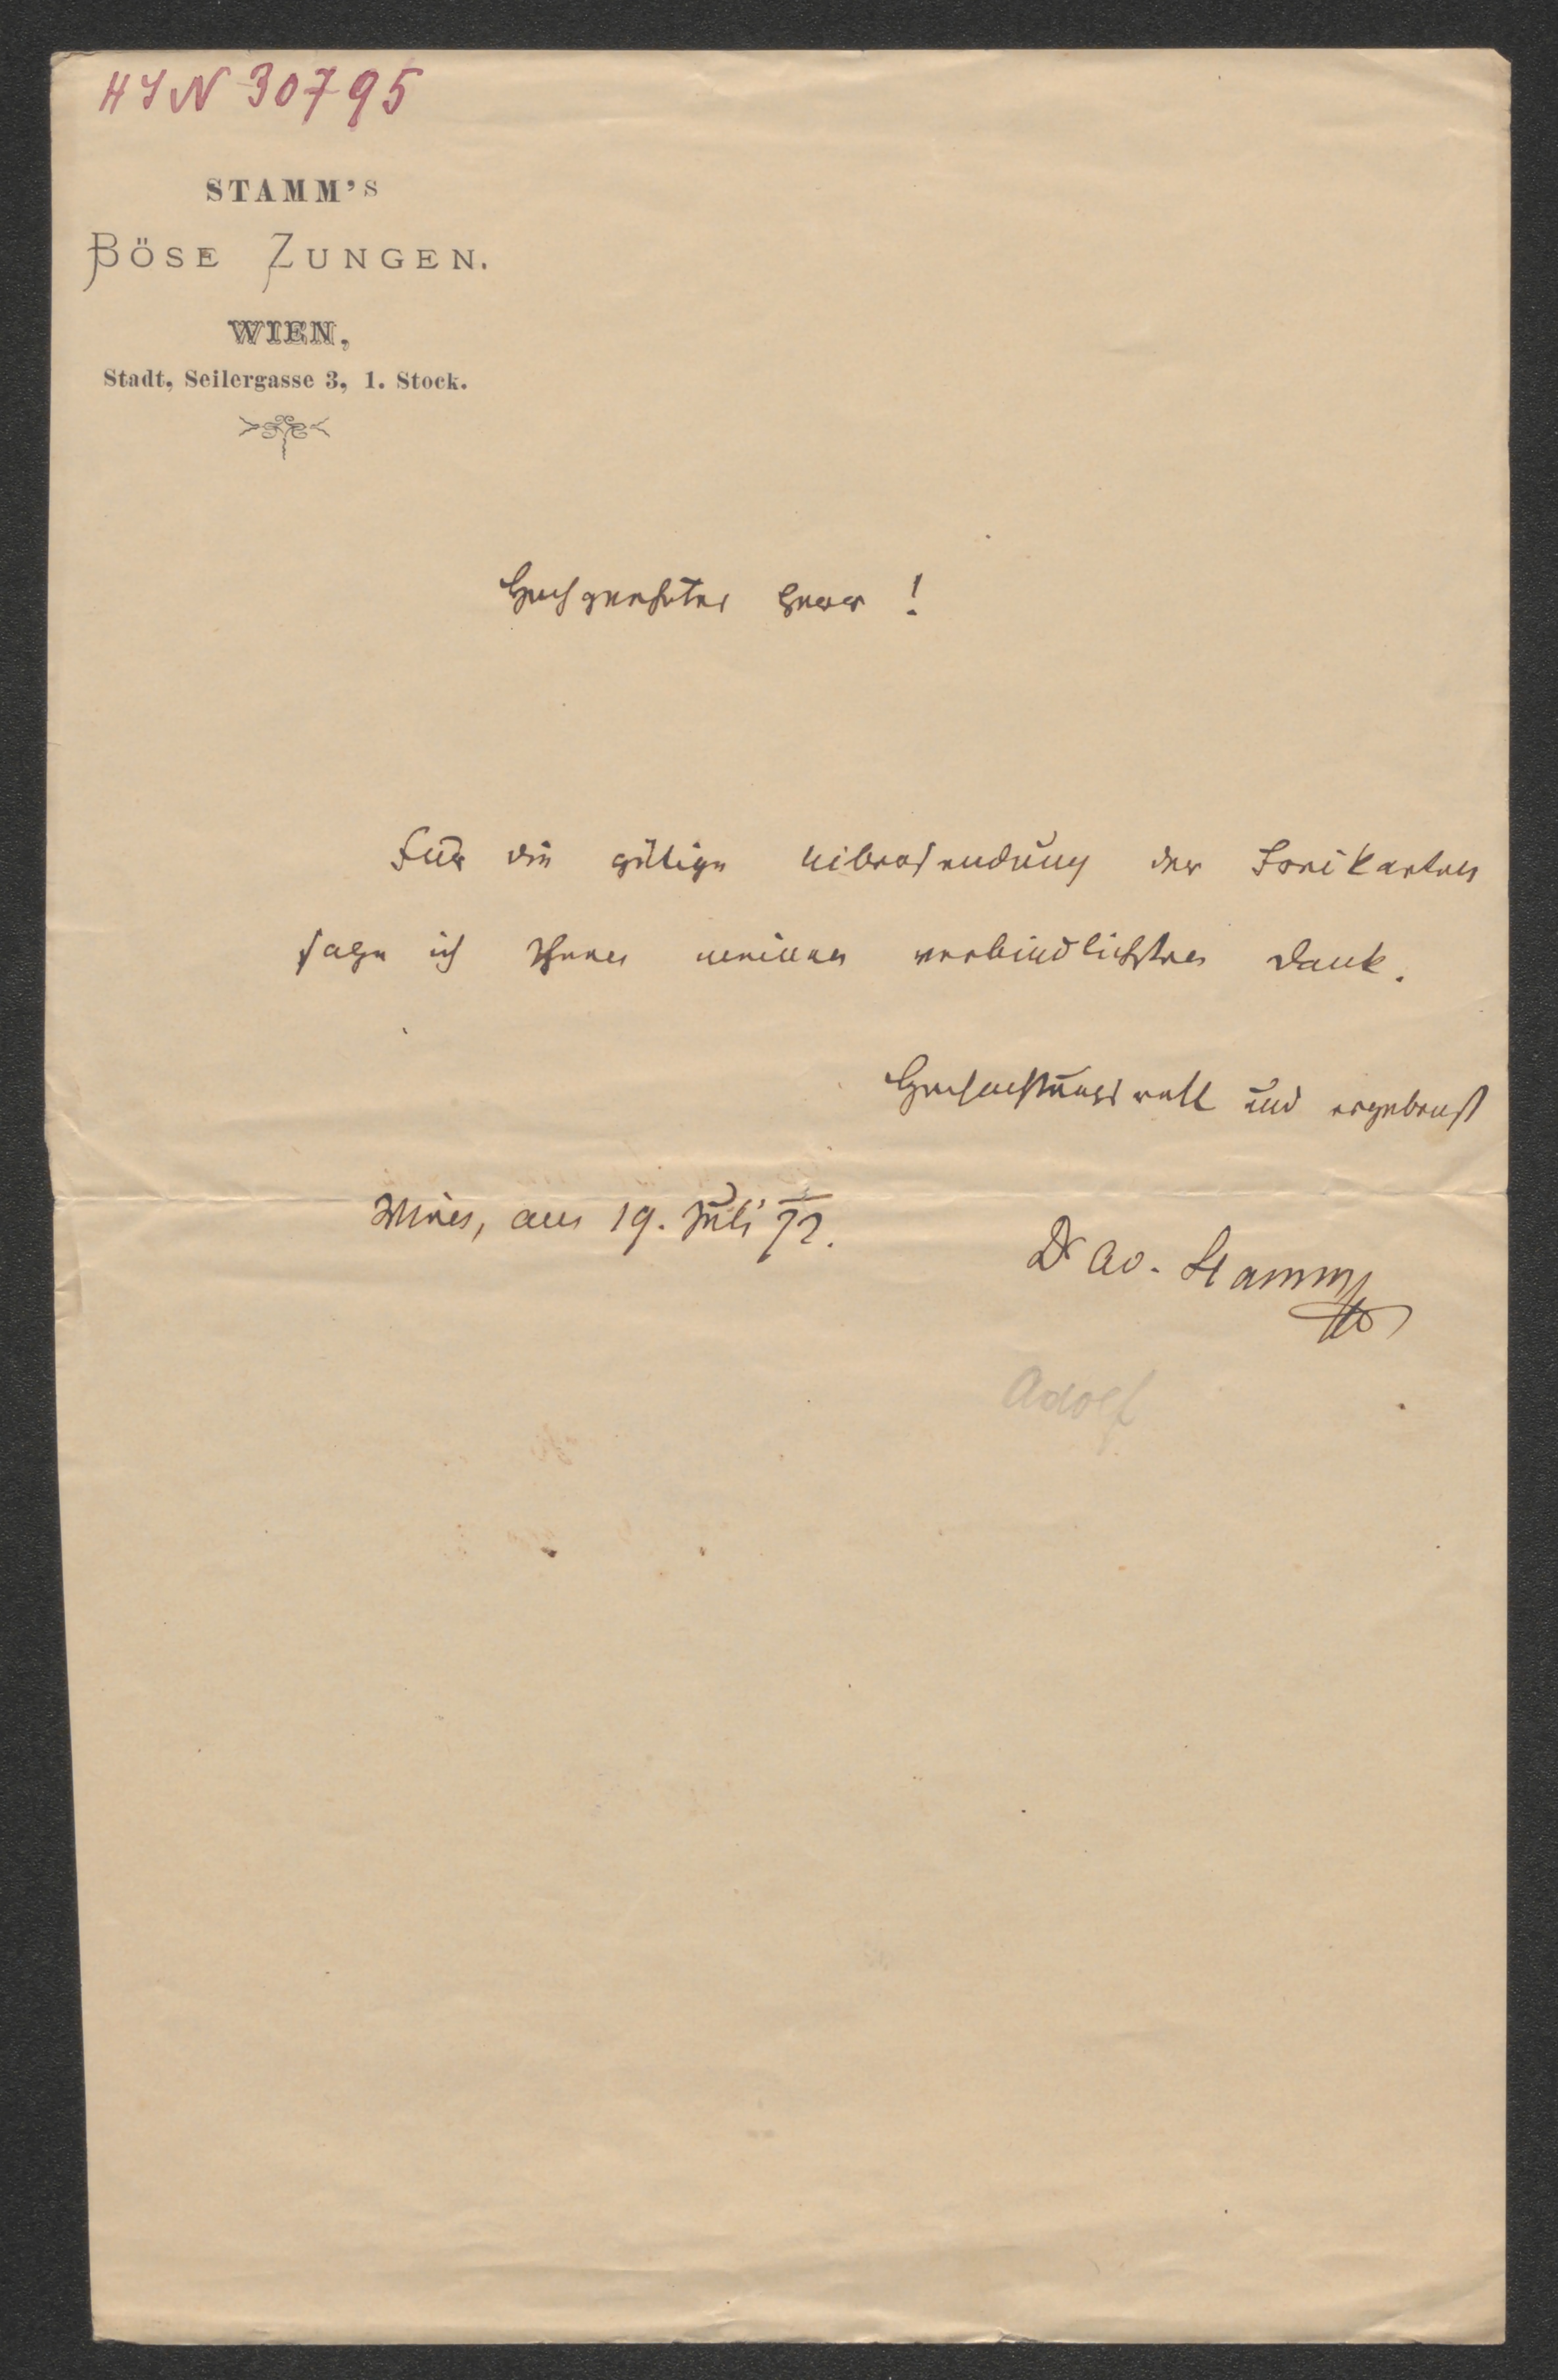 HIN 30795
STAMM'S
BÖSE ZUNGEN.
WIEN,
Stadt, Seilergasse 3, 1. Stock.
Hochgeehrter Herr!
Für die gütige Uibersendung der Freikarten
sage ich Ihnen meinen verbindlichsten Dank.
Hochachtungsvoll und ergebenst
Wien, am 19. Juli 72.
Dr Ad. Stamm
Adolf